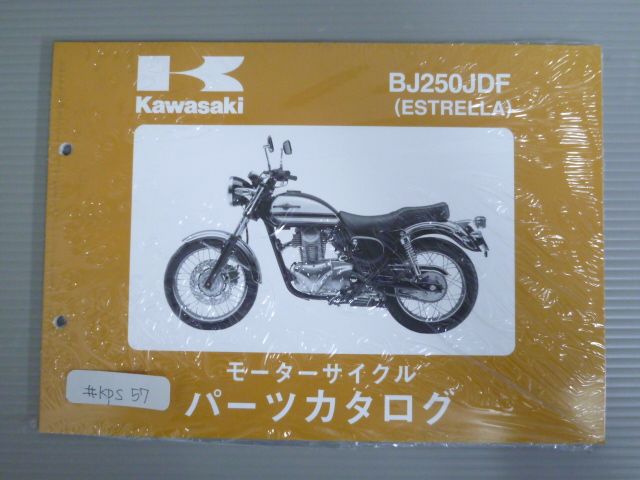 Kawasaki
BJ250JDF
(ESTRELLA)
モーターサイクル
パーツカタログ
#KPS 57